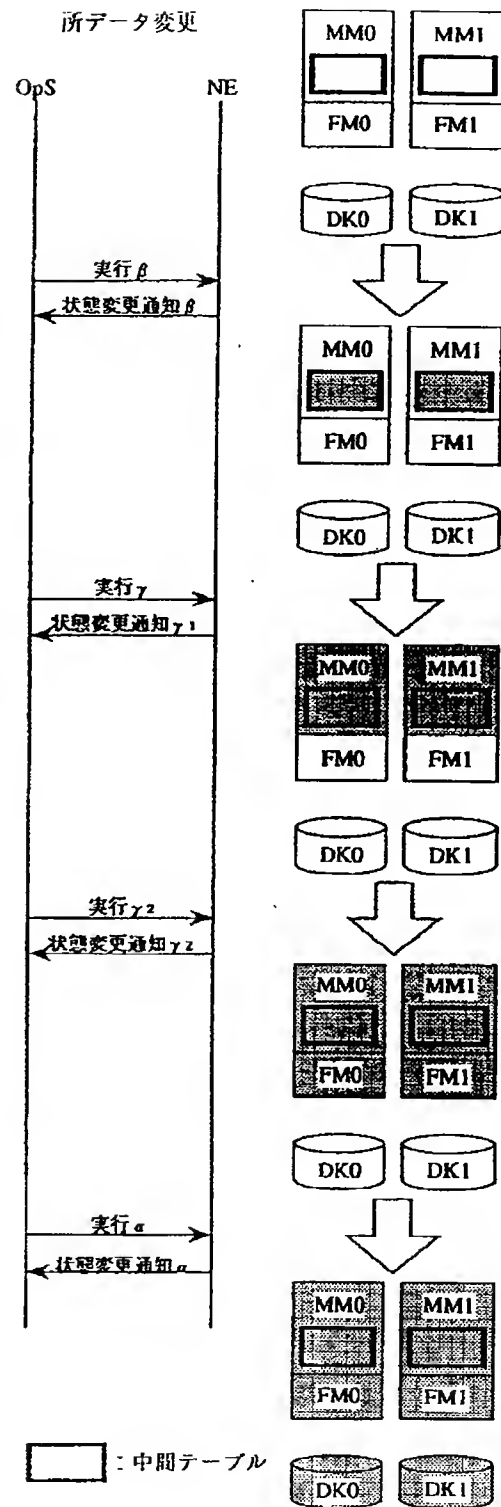 所データ変更
OpS
NE
MM0
MM1
FM0
FM1
DK0
DK1
実行β
状態変更通知β
MM0
MM1
FM0
FM1
DK0
DK1
実行γ
状態変更通知γ1
MM0
MM1
FM0
FM1
DK0
DK1
実行γ2
状態変更通知γ2
MM0
MM1
FM0
FM1
DK0
DK1
実行α
状態変更通知α
MM0
MM1
FM0
FM1
DK0
DK1
:中間テーブル